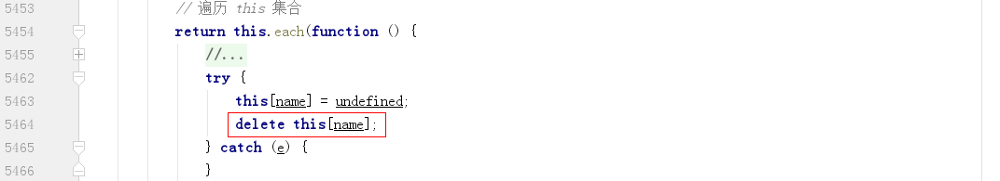 5453 // 遍历 this 集合
5454 return this.each(function () {
5455 //...
5462 try {
5463 this[name] = undefined;
5464 delete this[name];
5465 } catch (e) {
5466 }